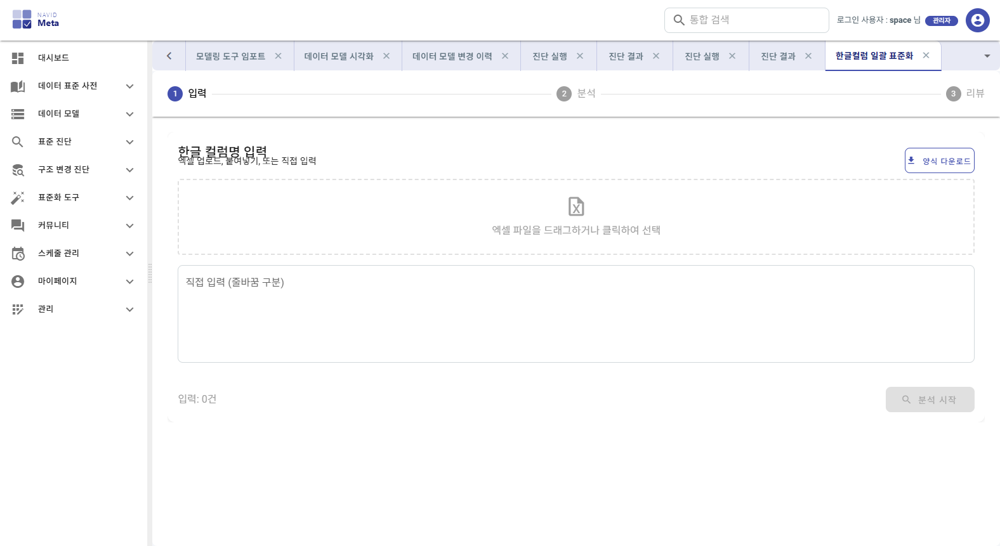 NAVID
Meta
통합 검색
로그인 사용자 : space 님
관리자
대시보드
데이터 표준 사전
데이터 모델
표준 진단
구조 변경 진단
표준화 도구
커뮤니티
스케줄 관리
마이페이지
관리
모델링 도구 임포트
데이터 모델 시각화
데이터 모델 변경 이력
진단 실행
진단 결과
진단 실행
진단 결과
한글컬럼 일괄 표준화
1 입력
2 분석
3 리뷰
한글 컬럼명 입력
엑셀 업로드, 붙여넣기, 또는 직접 입력
양식 다운로드
엑셀 파일을 드래그하거나 클릭하여 선택
직접 입력 (줄바꿈 구분)
입력: 0건
분석 시작